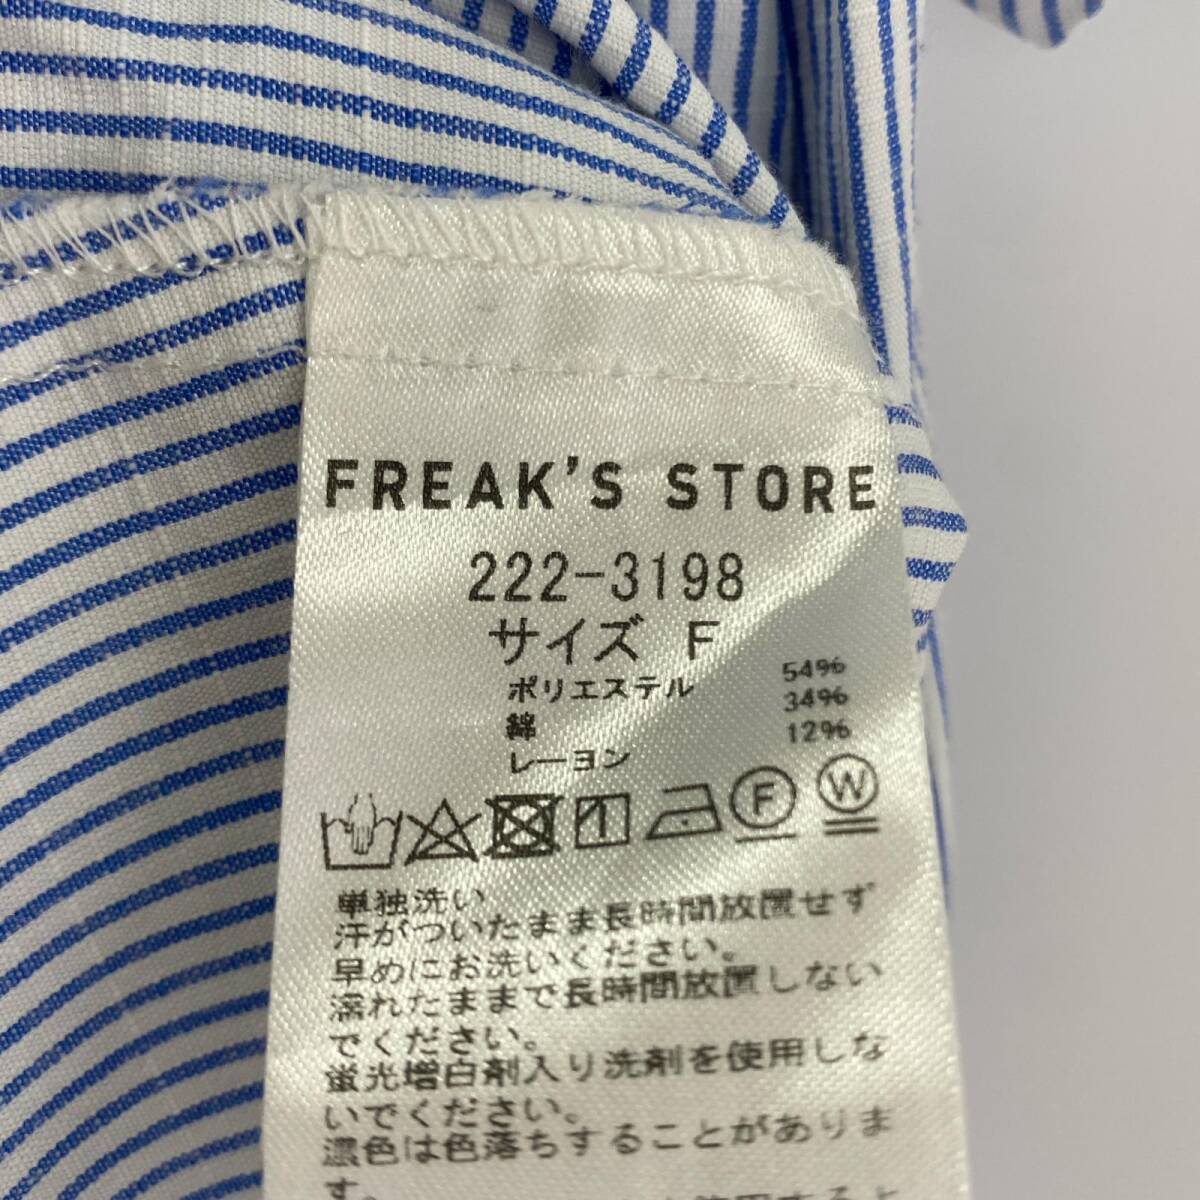 FREAK'S STORE
222-3198
サイズ F
ポリエステル 54%
綿 34%
レーヨン 12%
F W
単独洗い
汗がついたまま長時間放置せず
早めにお洗いください。
濡れたままで長時間放置しない
でください。
蛍光増白剤入り洗剤を使用しな
いでください。
濃色は色落ちすることがありま
す。